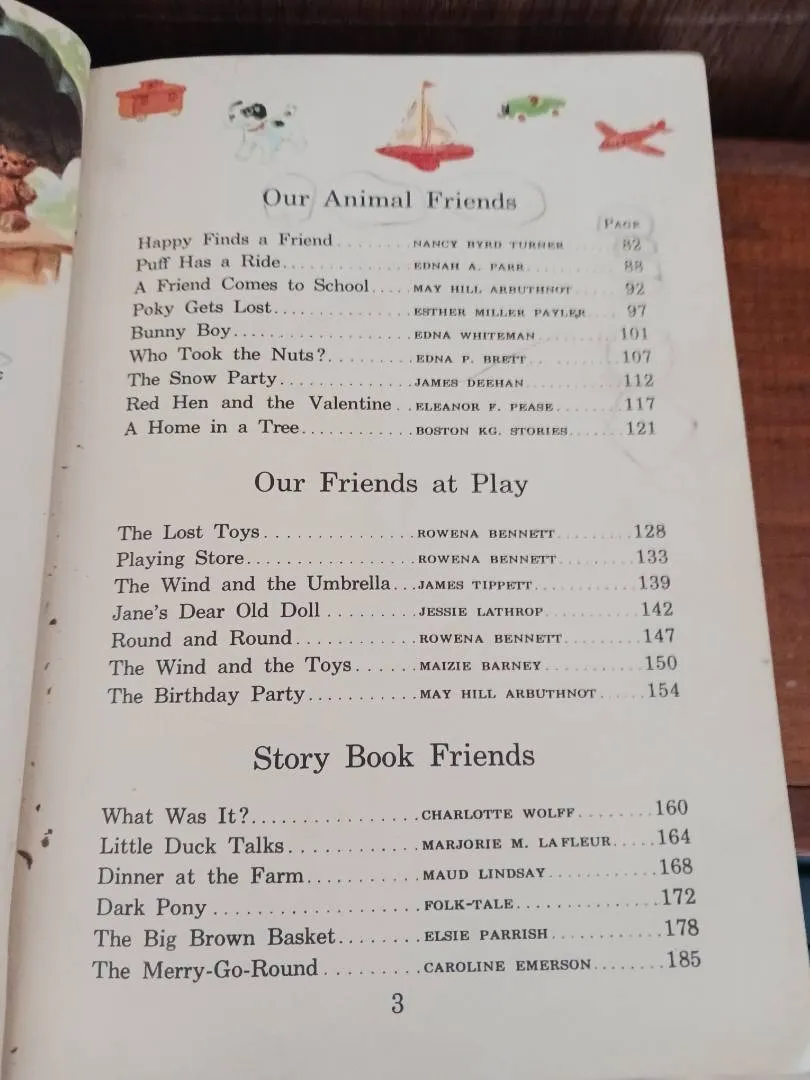 Our Animal Friends
PAGE
Happy Finds a Friend ........ NANCY BYRD TURNER ..... 82
Puff Has a Ride ............ EDNAH A. PARR ......... 88
A Friend Comes to School ..... MAY HILL ARBUTHNOT ..... 92
Poky Gets Lost .............. ESTHER MILLER PAYLER ... 97
Bunny Boy .................. EDNA WHITEMAN ......... 101
Who Took the Nuts? ......... EDNA P. BRETT ......... 107
The Snow Party ............. JAMES DEEHAN .......... 112
Red Hen and the Valentine .. ELEANOR F. PEASE ...... 117
A Home in a Tree ........... BOSTON KG. STORIES .... 121
Our Friends at Play
The Lost Toys .............. ROWENA BENNETT ........ 128
Playing Store .............. ROWENA BENNETT ........ 133
The Wind and the Umbrella ... JAMES TIPPETT ......... 139
Jane's Dear Old Doll ....... JESSIE LATHROP ........ 142
Round and Round ............ ROWENA BENNETT ........ 147
The Wind and the Toys ...... MAIZIE BARNEY ......... 150
The Birthday Party ......... MAY HILL ARBUTHNOT .... 154
Story Book Friends
What Was It? ............... CHARLOTTE WOLFF ....... 160
Little Duck Talks .......... MARJORIE M. LA FLEUR .. 164
Dinner at the Farm ......... MAUD LINDSAY .......... 168
Dark Pony .................. FOLK-TALE ............. 172
The Big Brown Basket ....... ELSIE PARRISH ......... 178
The Merry-Go-Round ......... CAROLINE EMERSON ...... 185
3